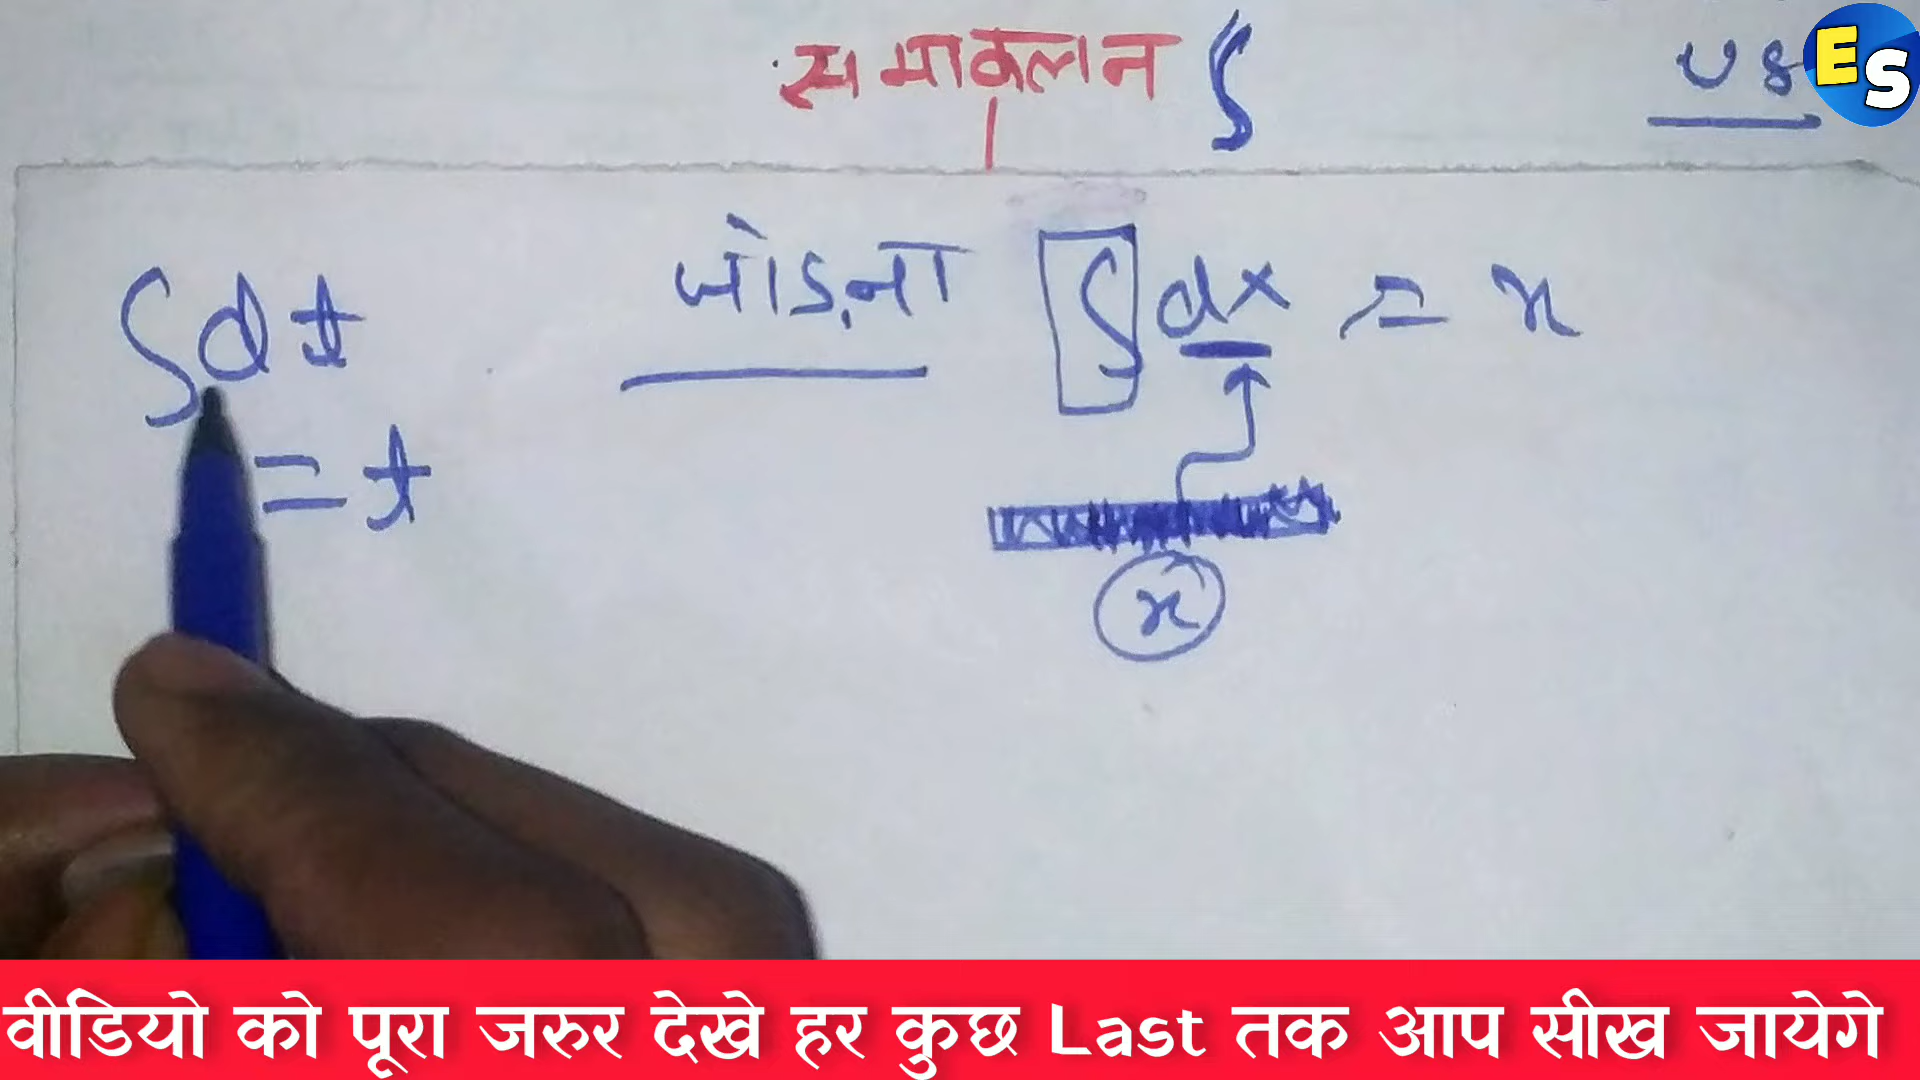 समाकलन ∫
ES
जोड़ना ∫ dx = x
∫dt
= t
x
वीडियो को पूरा जरुर देखे हर कुछ Last तक आप सीख जायेगे